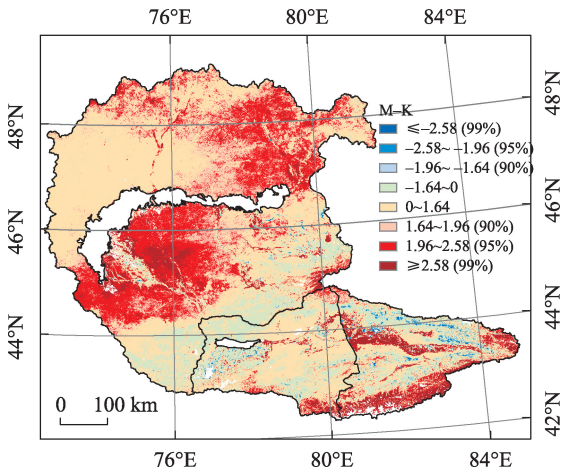 76°E 80°E 84°E
48°N 48°N
M–K
≤–2.58 (99%)
–2.58~ –1.96 (95%)
–1.96~ –1.64 (90%)
–1.64~0
0~1.64
1.64~1.96 (90%)
1.96~2.58 (95%)
≥2.58 (99%)
46°N 46°N
44°N 44°N
0 100 km
42°N
76°E 80°E 84°E